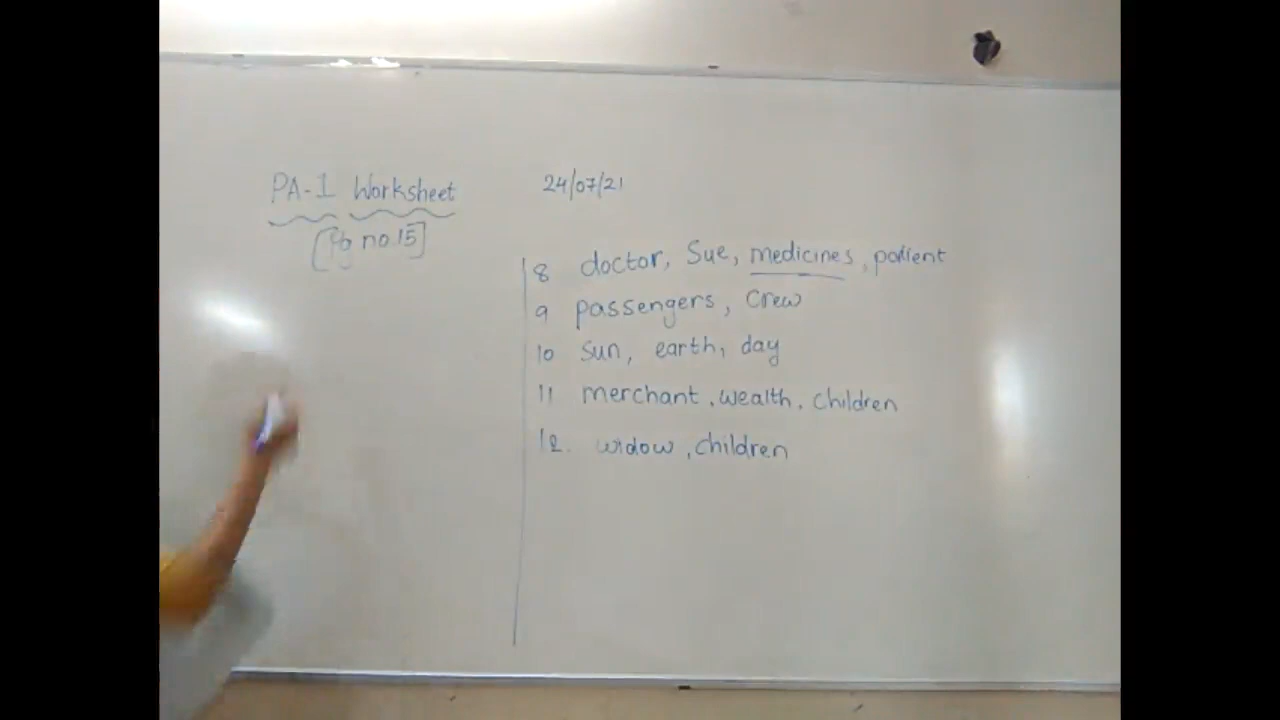 PA-1 Worksheet
[Pg no.15]
24/07/21
8 doctor, Sue, medicines, patient
9 passengers, crew
10 sun, earth, day
11 merchant, wealth, children
12. widow, children